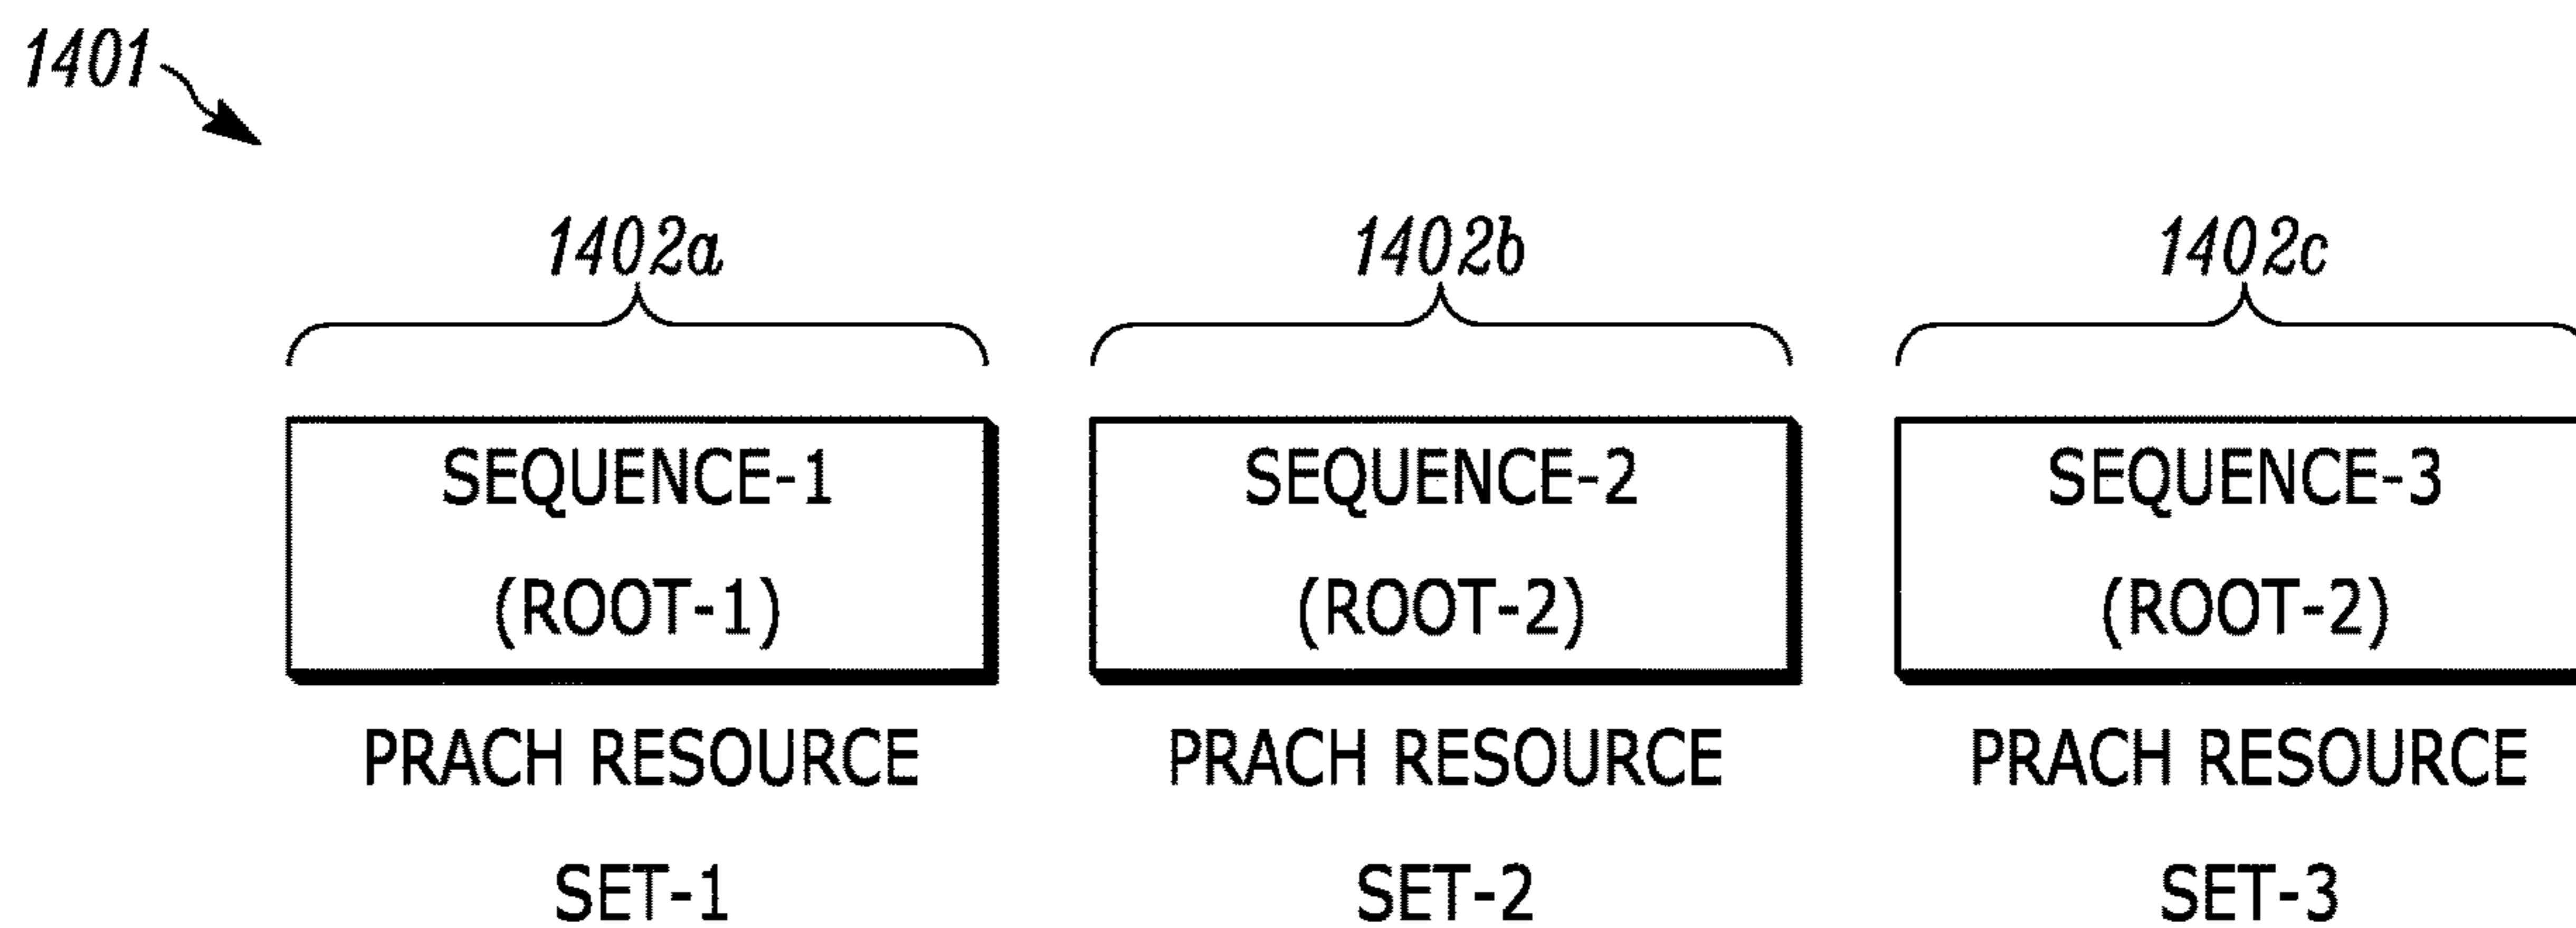 1401
1402a
1402b
1402c
SEQUENCE-1
(ROOT-1)
SEQUENCE-2
(ROOT-2)
SEQUENCE-3
(ROOT-2)
PRACH RESOURCE
SET-1
PRACH RESOURCE
SET-2
PRACH RESOURCE
SET-3